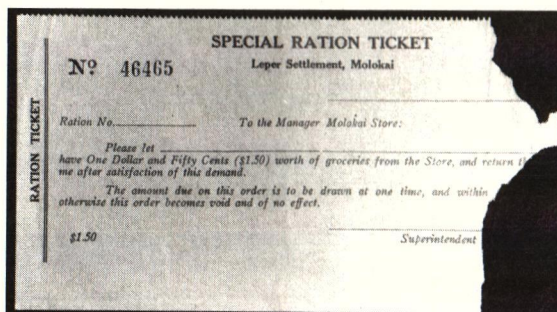 SPECIAL RATION TICKET
Nº 46465
Leper Settlement, Molokai
RATION TICKET
Ration No. To the Manager Molokai Store:
Please let
have One Dollar and Fifty Cents ($1.50) worth of groceries from the Store, and return
me after satisfaction of this demand.
The amount due on this order is to be drawn at one time, and within
otherwise this order becomes void and of no effect.
$1.50 Superintendent